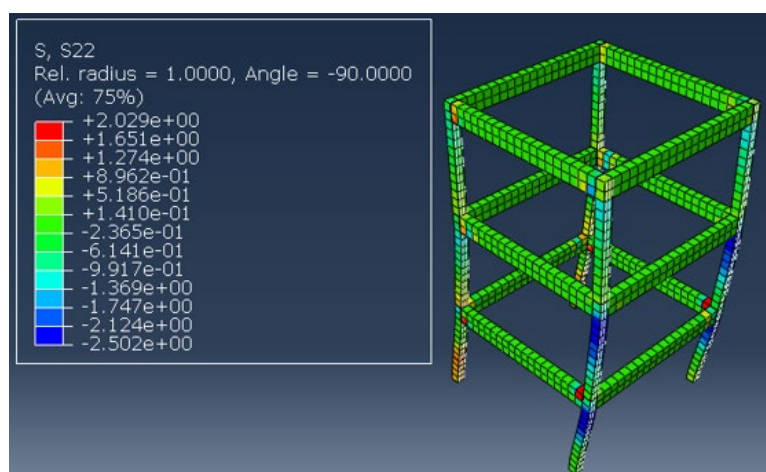 S, S22
Rel. radius = 1.0000, Angle = -90.0000
(Avg: 75%)
+2.029e+00
+1.651e+00
+1.274e+00
+8.962e-01
+5.186e-01
+1.410e-01
-2.365e-01
-6.141e-01
-9.917e-01
-1.369e+00
-1.747e+00
-2.124e+00
-2.502e+00